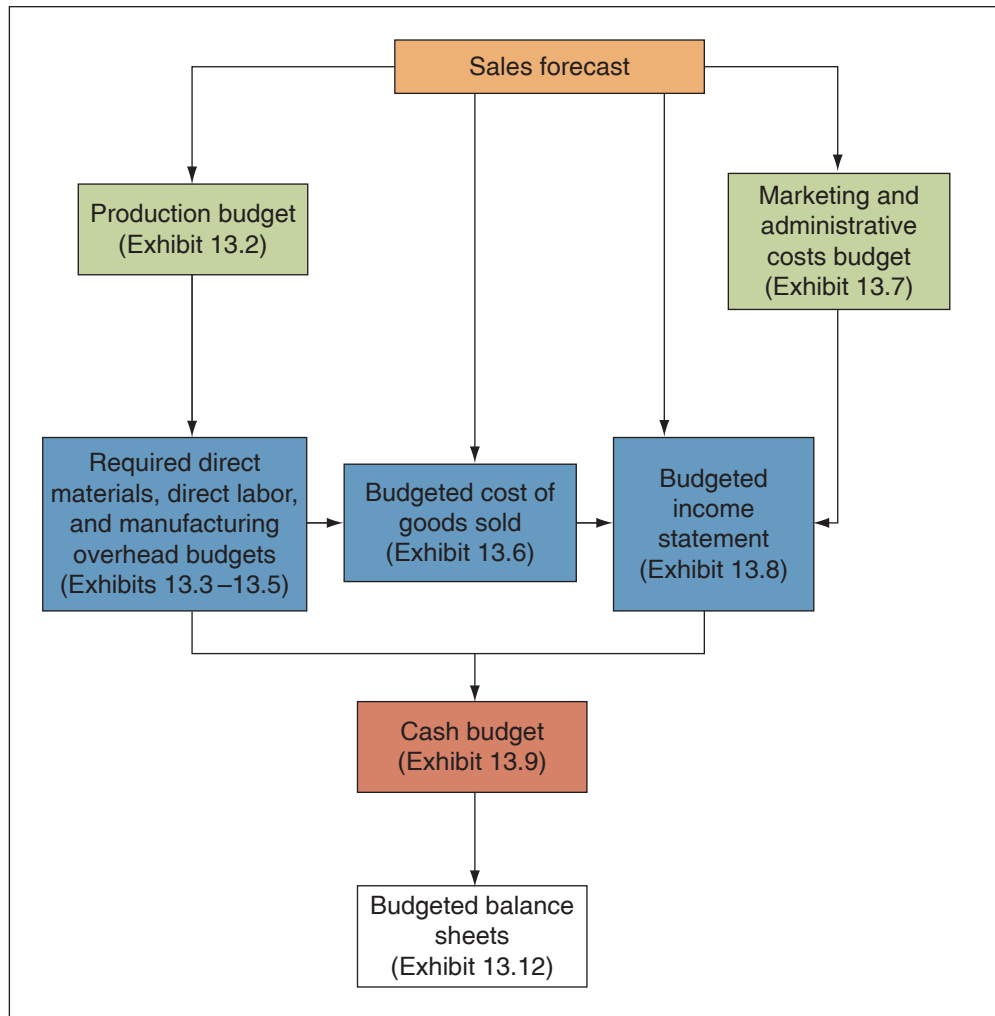 Sales forecast
Production budget
(Exhibit 13.2)
Marketing and
administrative
costs budget
(Exhibit 13.7)
Required direct
materials, direct labor,
and manufacturing
overhead budgets
(Exhibits 13.3–13.5)
Budgeted cost of
goods sold
(Exhibit 13.6)
Budgeted
income
statement
(Exhibit 13.8)
Cash budget
(Exhibit 13.9)
Budgeted balance
sheets
(Exhibit 13.12)